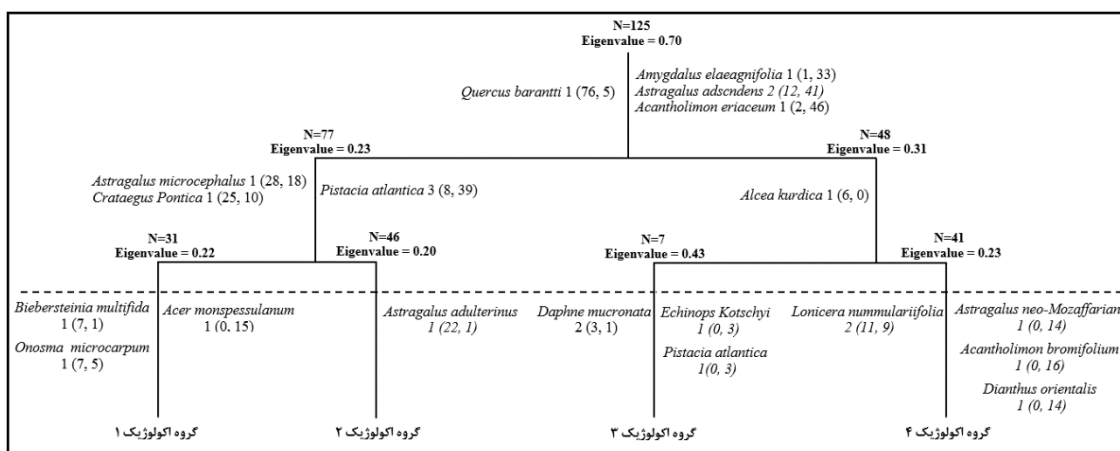 N=125
Eigenvalue = 0.70
Quercus barantti 1 (76, 5)
Amygdalus elaeagnifolia 1 (1, 33)
Astragalus adscndens 2 (12, 41)
Acantholimon eriaceum 1 (2, 46)
N=77
Eigenvalue = 0.23
N=48
Eigenvalue = 0.31
Astragalus microcephalus 1 (28, 18)
Crataegus Pontica 1 (25, 10)
Pistacia atlantica 3 (8, 39)
Alcea kurdica 1 (6, 0)
N=31
Eigenvalue = 0.22
N=46
Eigenvalue = 0.20
N=7
Eigenvalue = 0.43
N=41
Eigenvalue = 0.23
Biebersteinia multifida
1 (7, 1)
Onosma microcarpum
1 (7, 5)
Acer monspessulanum
1 (0, 15)
Astragalus adulterinus
1 (22, 1)
Daphne mucronata
2 (3, 1)
Echinops Kotschyi
1 (0, 3)
Pistacia atlantica
1(0, 3)
Lonicera nummulariifolia
2 (11, 9)
Astragalus neo-Mozaffarian
1 (0, 14)
Acantholimon bromifolium
1 (0, 16)
Dianthus orientalis
1 (0, 14)
گروه اکولوژیک ۱
گروه اکولوژیک ۲
گروه اکولوژیک ۳
گروه اکولوژیک ۴